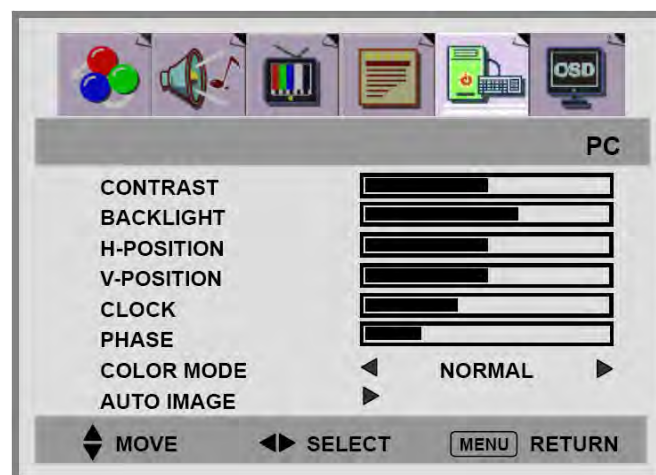 OSD
PC
CONTRAST
BACKLIGHT
H-POSITION
V-POSITION
CLOCK
PHASE
COLOR MODE NORMAL
AUTO IMAGE
MOVE SELECT MENU RETURN